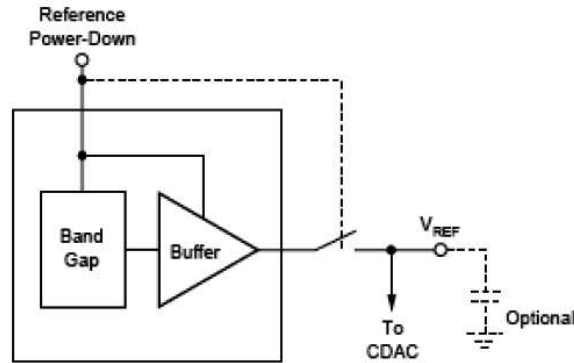 Reference
Power-Down
Band
Gap
Buffer
VREF
To
CDAC
Optional